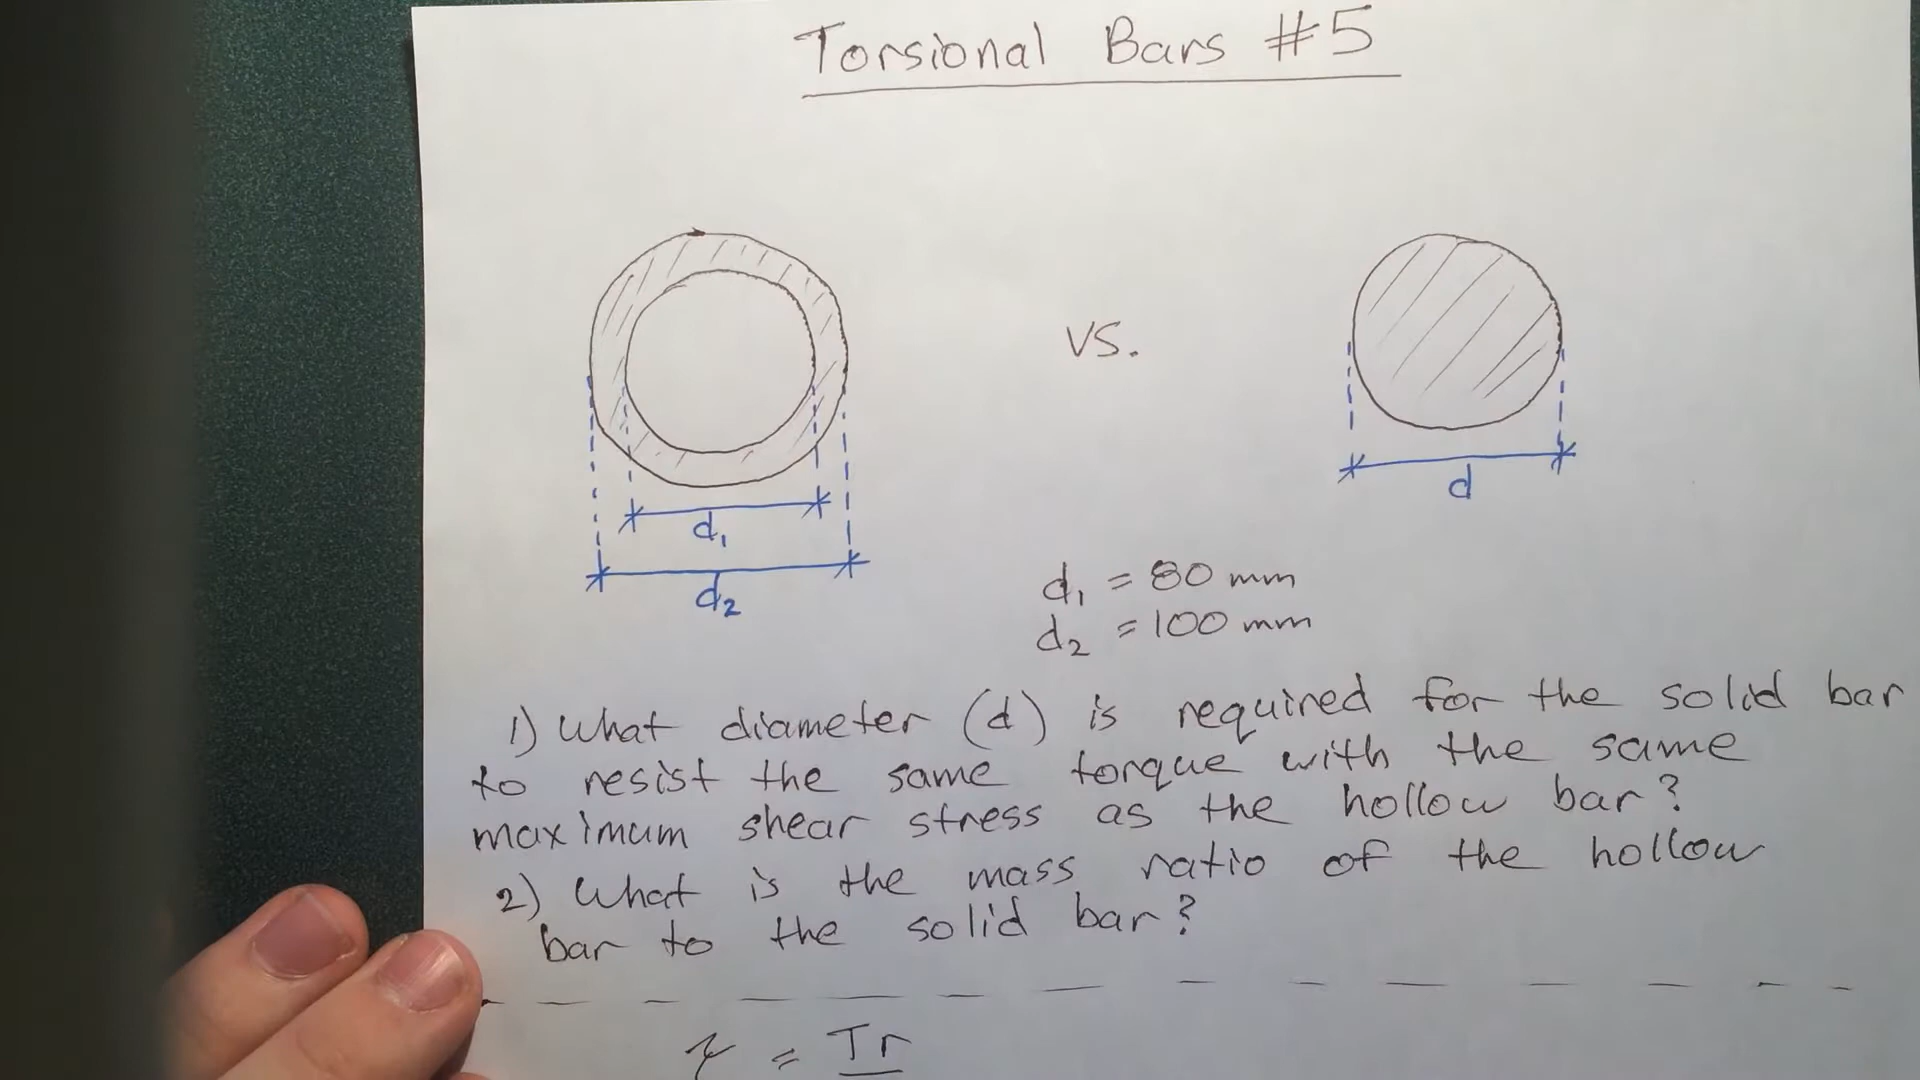 Torsional Bars #5
vs.
d
d₁
d₂
d₁ = 80 mm
d₂ = 100 mm
1) What diameter (d) is required for the solid bar
to resist the same torque with the same
maximum shear stress as the hollow bar?
2) What is the mass ratio of the hollow
bar to the solid bar?
τ = Tr